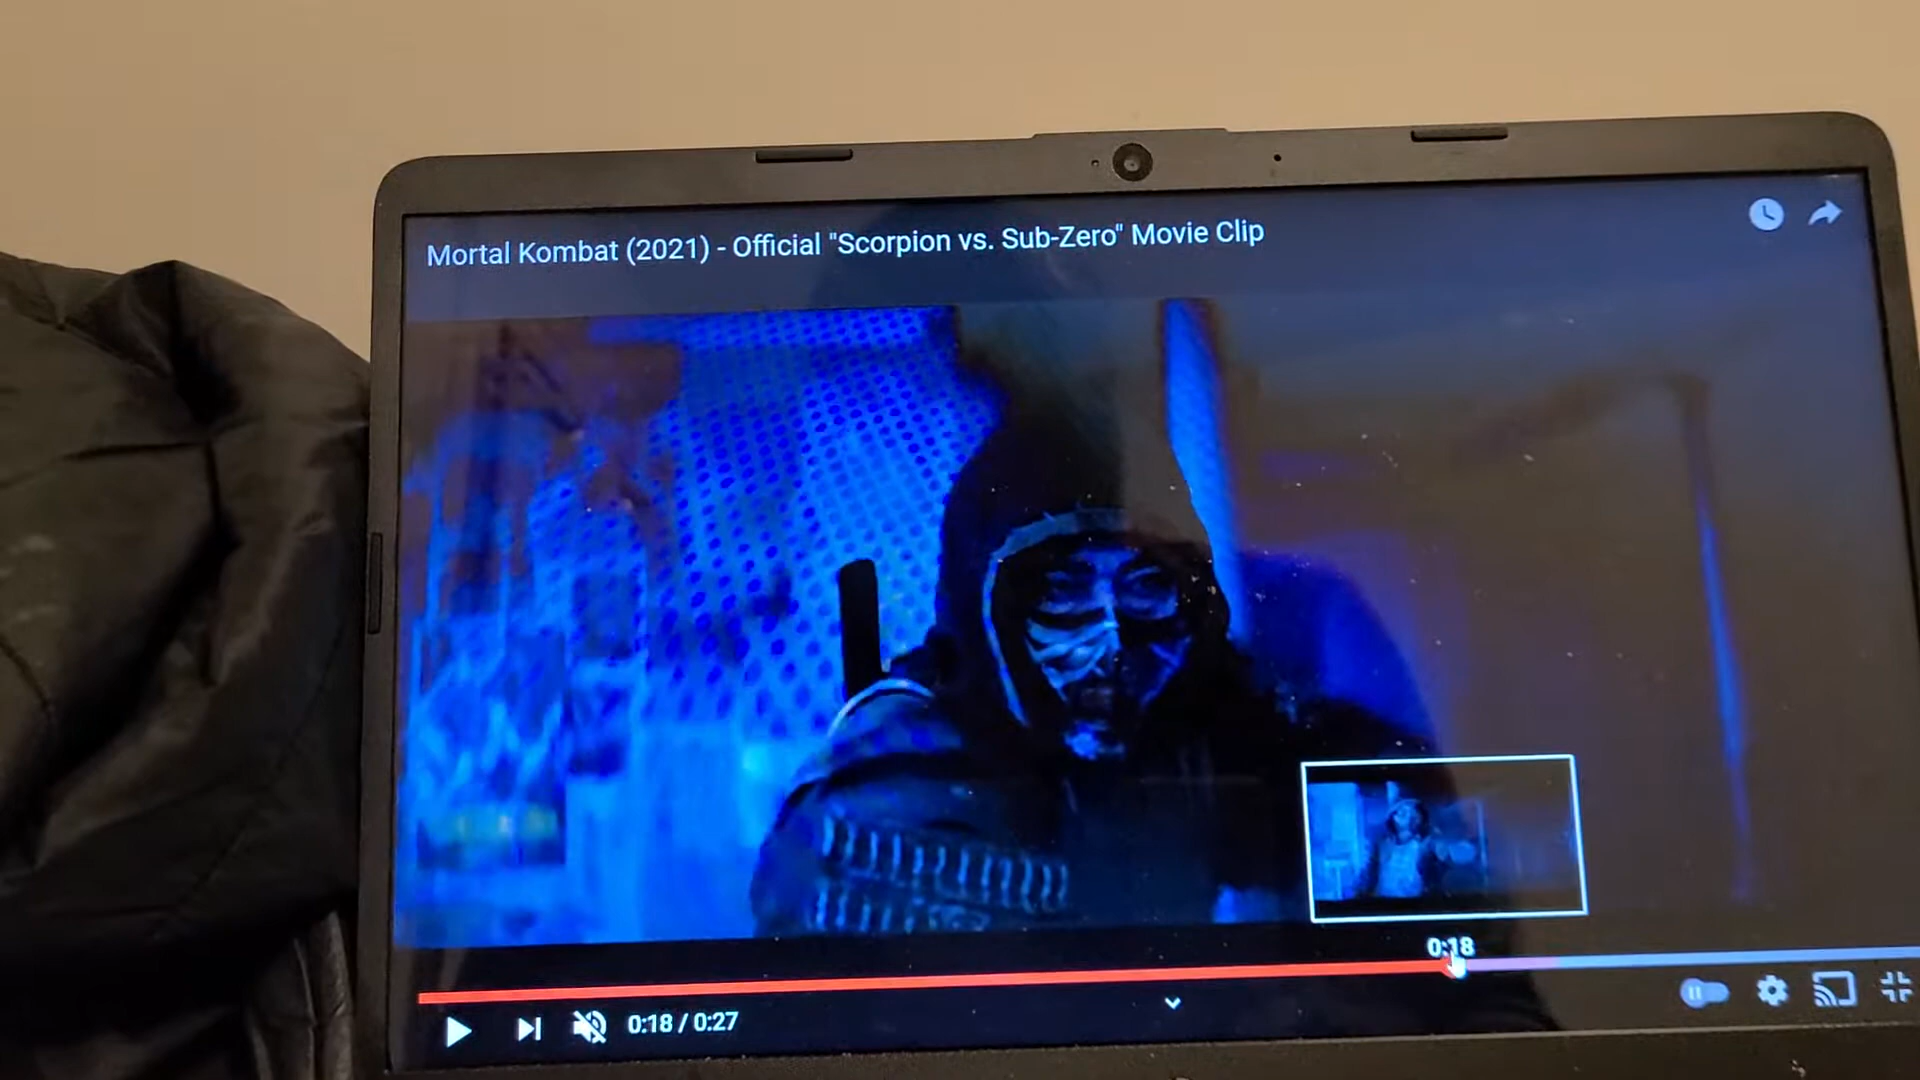 Mortal Kombat (2021) - Official "Scorpion vs. Sub-Zero" Movie Clip
0:18
0:18 / 0:27